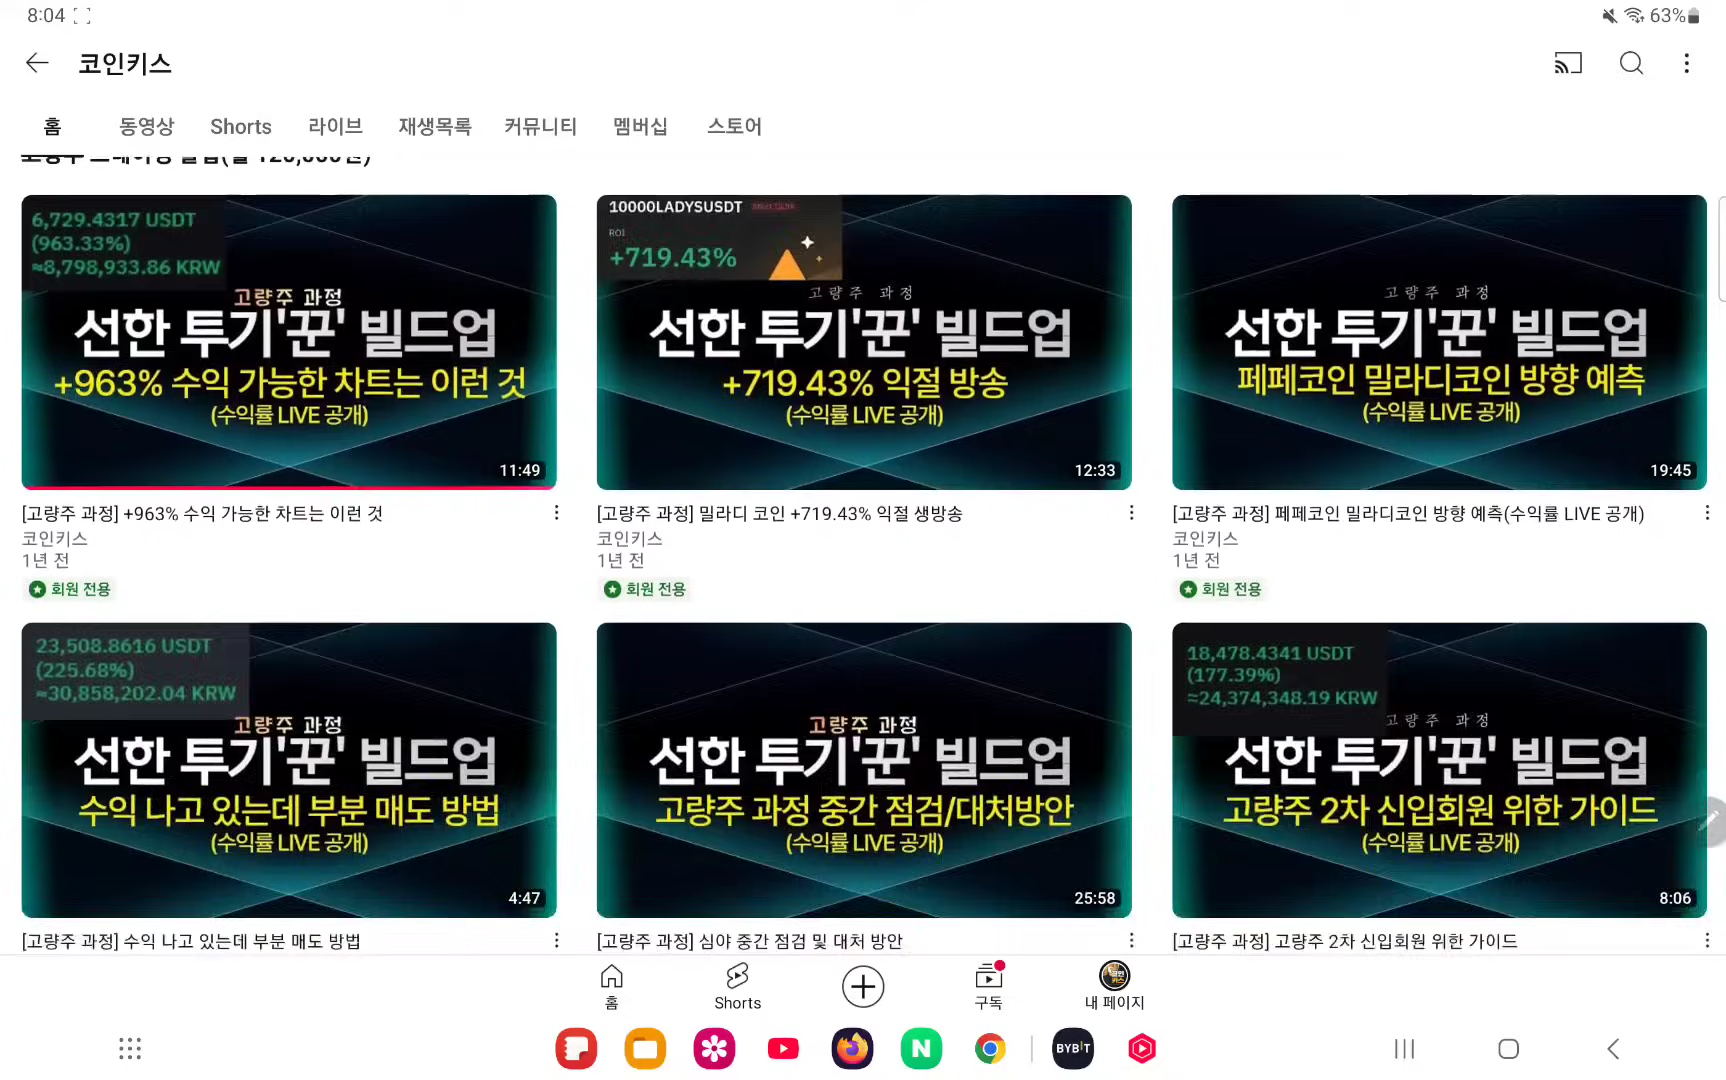 8:04
63%
코인키스
홈 동영상 Shorts 라이브 재생목록 커뮤니티 멤버십 스토어
6,729.4317 USDT
(963.33%)
≈8,798,933.86 KRW
고량주 과정
선한 투기'꾼' 빌드업
+963% 수익 가능한 차트는 이런 것
(수익률 LIVE 공개)
11:49
10000LADYSUSDT
ROI
+719.43%
고량주 과정
선한 투기'꾼' 빌드업
+719.43% 익절 방송
(수익률 LIVE 공개)
12:33
고량주 과정
선한 투기'꾼' 빌드업
페페코인 밀라디코인 방향 예측
(수익률 LIVE 공개)
19:45
[고량주 과정] +963% 수익 가능한 차트는 이런 것
코인키스
1년 전
회원 전용
[고량주 과정] 밀라디 코인 +719.43% 익절 생방송
코인키스
1년 전
회원 전용
[고량주 과정] 페페코인 밀라디코인 방향 예측(수익률 LIVE 공개)
코인키스
1년 전
회원 전용
23,508.8616 USDT
(225.68%)
≈30,858,202.04 KRW
고량주 과정
선한 투기'꾼' 빌드업
수익 나고 있는데 부분 매도 방법
(수익률 LIVE 공개)
4:47
고량주 과정
선한 투기'꾼' 빌드업
고량주 과정 중간 점검/대처방안
(수익률 LIVE 공개)
25:58
18,478.4341 USDT
(177.39%)
≈24,374,348.19 KRW
고량주 과정
선한 투기'꾼' 빌드업
고량주 2차 신입회원 위한 가이드
(수익률 LIVE 공개)
8:06
[고량주 과정] 수익 나고 있는데 부분 매도 방법
[고량주 과정] 심야 중간 점검 및 대처 방안
[고량주 과정] 고량주 2차 신입회원 위한 가이드
홈
Shorts
구독
내 페이지
N
BYBIT